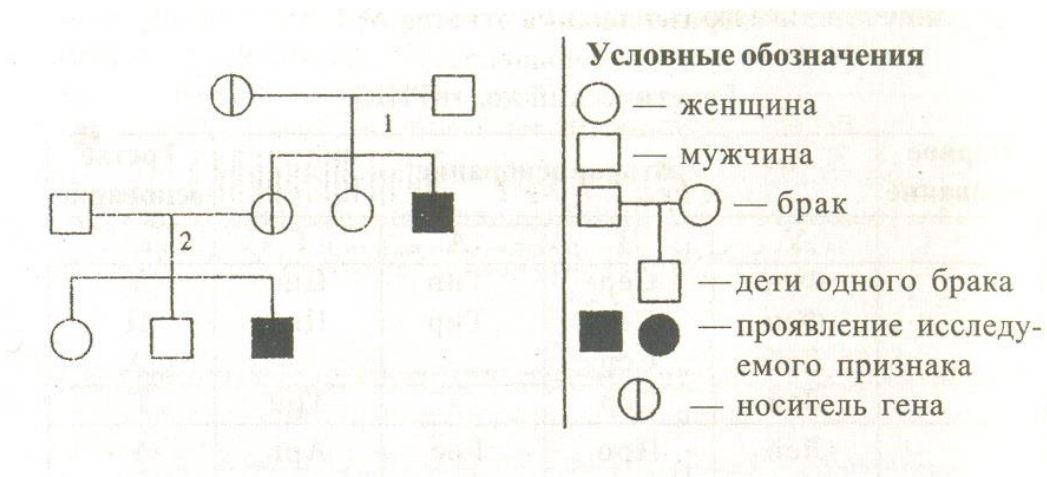 Условные обозначения
— женщина
1
— мужчина
— брак
2
— дети одного брака
— проявление исследу-
емого признака
— носитель гена